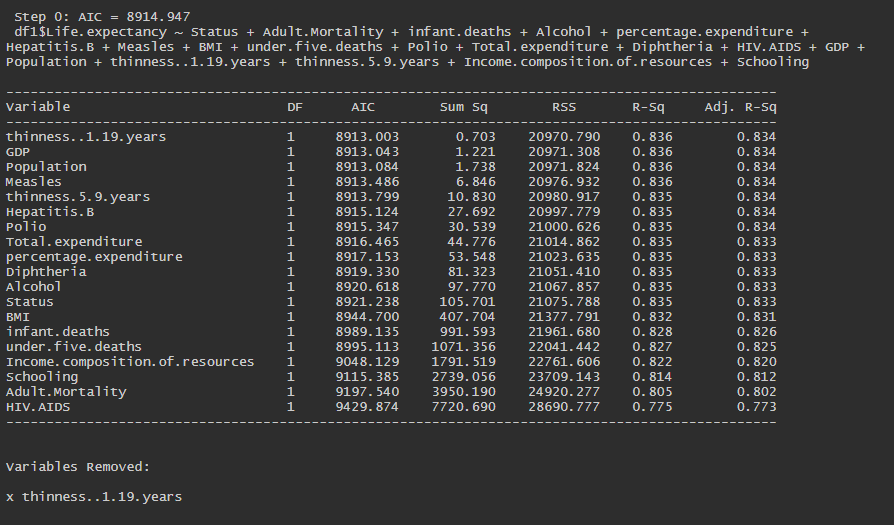 Step 0: AIC = 8914.947
df1$Life.expectancy ~ Status + Adult.Mortality + infant.deaths + Alcohol + percentage.expenditure +
Hepatitis.B + Measles + BMI + under.five.deaths + Polio + Total.expenditure + Diphtheria + HIV.AIDS + GDP +
Population + thinness..1.19.years + thinness.5.9.years + Income.composition.of.resources + Schooling
------------------------------------------------------------------------------------------------
Variable DF AIC Sum Sq RSS R-Sq Adj. R-Sq
------------------------------------------------------------------------------------------------
thinness..1.19.years 1 8913.003 0.703 20970.790 0.836 0.834
GDP 1 8913.043 1.221 20971.308 0.836 0.834
Population 1 8913.084 1.738 20971.824 0.836 0.834
Measles 1 8913.486 6.846 20976.932 0.836 0.834
thinness.5.9.years 1 8913.799 10.830 20980.917 0.835 0.834
Hepatitis.B 1 8915.124 27.692 20997.779 0.835 0.834
Polio 1 8915.347 30.539 21000.626 0.835 0.834
Total.expenditure 1 8916.465 44.776 21014.862 0.835 0.833
percentage.expenditure 1 8917.153 53.548 21023.635 0.835 0.833
Diphtheria 1 8919.330 81.323 21051.410 0.835 0.833
Alcohol 1 8920.618 97.770 21067.857 0.835 0.833
Status 1 8921.238 105.701 21075.788 0.835 0.833
BMI 1 8944.700 407.704 21377.791 0.832 0.831
infant.deaths 1 8989.135 991.593 21961.680 0.828 0.826
under.five.deaths 1 8995.113 1071.356 22041.442 0.827 0.825
Income.composition.of.resources 1 9048.129 1791.519 22761.606 0.822 0.820
Schooling 1 9115.385 2739.056 23709.143 0.814 0.812
Adult.Mortality 1 9197.540 3950.190 24920.277 0.805 0.802
HIV.AIDS 1 9429.874 7720.690 28690.777 0.775 0.773
------------------------------------------------------------------------------------------------
Variables Removed:
x thinness..1.19.years